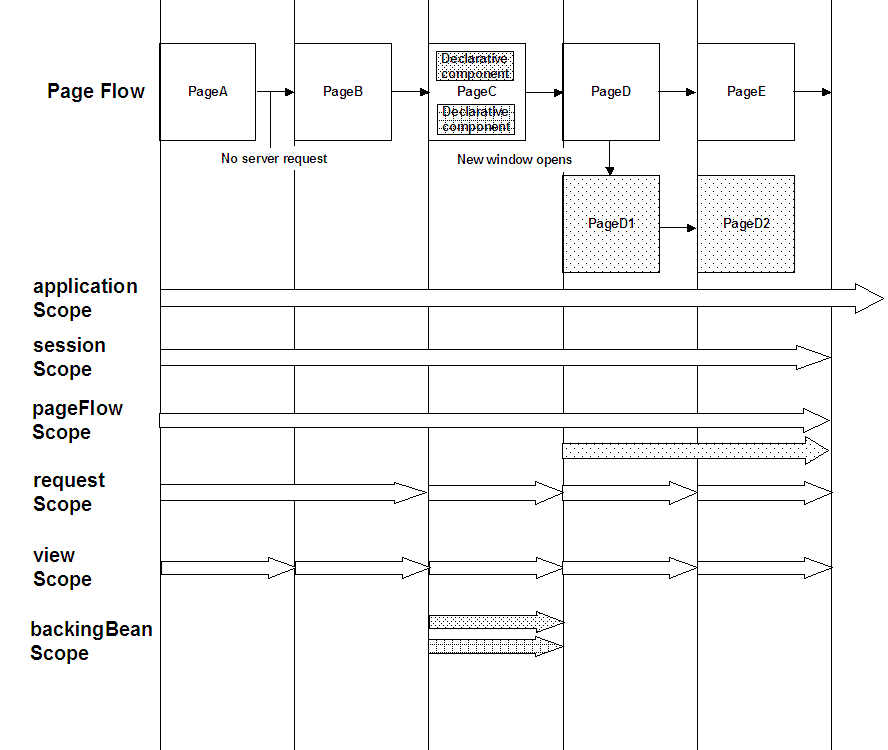 Page Flow
PageA
PageB
Declarative
component
PageC
Declarative
component
PageD
PageE
No server request
New window opens
PageD1
PageD2
application
Scope
session
Scope
pageFlow
Scope
request
Scope
view
Scope
backingBean
Scope